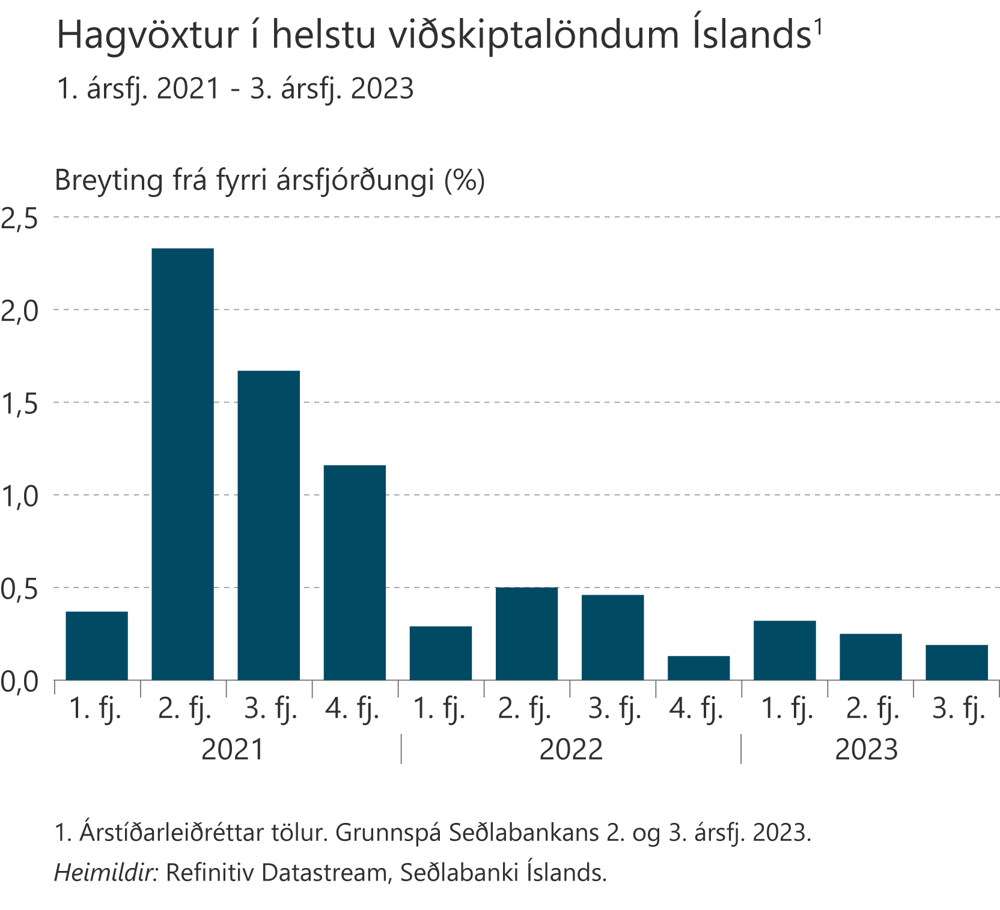 Hagvöxtur í helstu viðskiptalöndum Íslands¹
1. ársfj. 2021 - 3. ársfj. 2023
Breyting frá fyrri ársfjórðungi (%)
2,5
2,0
1,5
1,0
0,5
0,0
1. fj. 2. fj. 3. fj. 4. fj. 1. fj. 2. fj. 3. fj. 4. fj. 1. fj. 2. fj. 3. fj.
2021 2022 2023
1. Árstíðarleiðréttar tölur. Grunnspá Seðlabankans 2. og 3. ársfj. 2023.
Heimildir: Refinitiv Datastream, Seðlabanki Íslands.